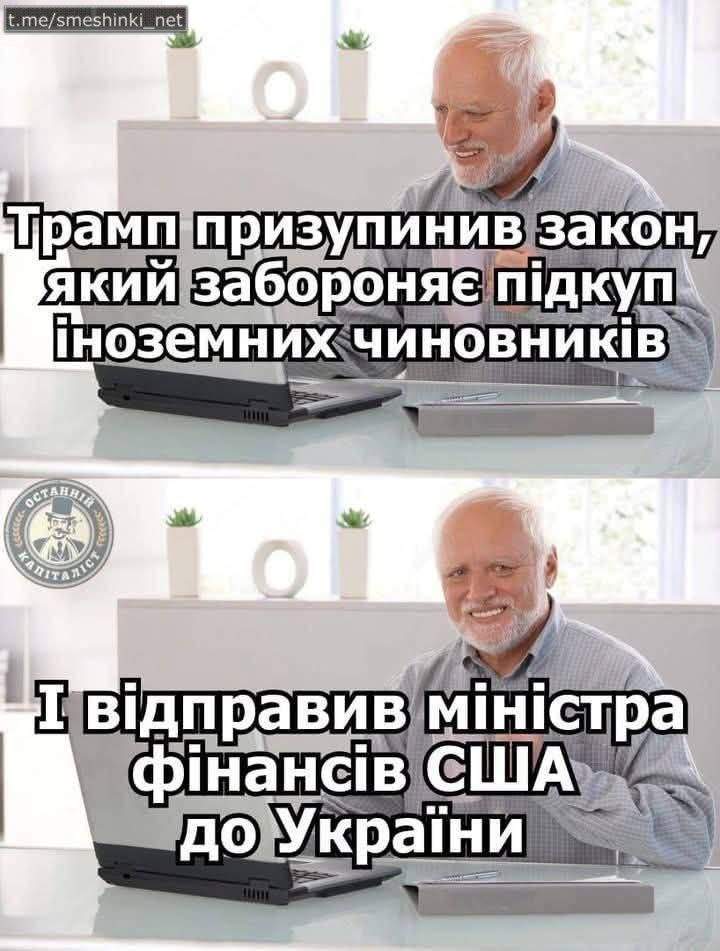 t.me/smeshinki_net
Трамп призупинив закон,
який забороняє підкуп
іноземних чиновників
ОСТАННІЙ
КАПІТАЛІСТ
І відправив міністра
фінансів США
до України